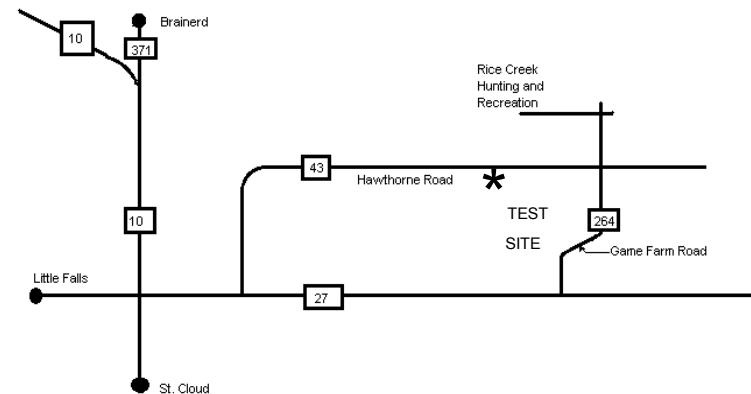 Brainerd
10
371
Rice Creek
Hunting and
Recreation
43
Hawthorne Road
*
TEST
SITE
10
264
Game Farm Road
Little Falls
27
St. Cloud